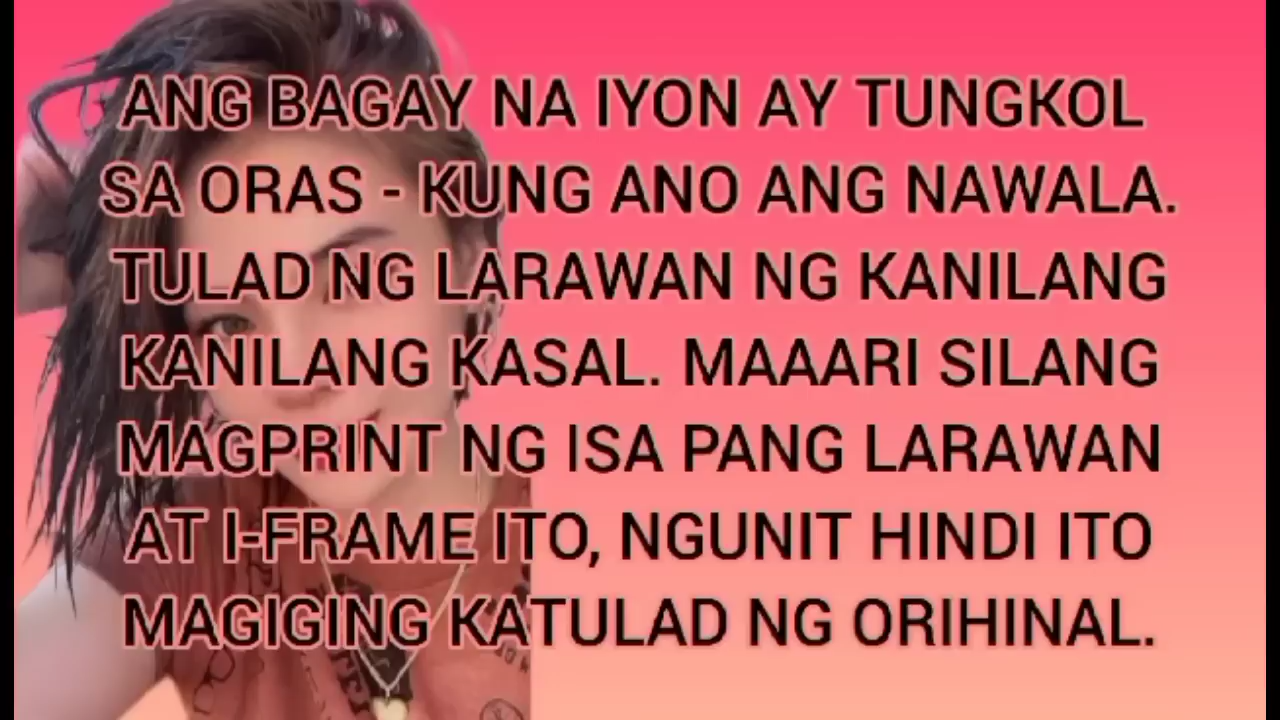 ANG BAGAY NA IYON AY TUNGKOL
SA ORAS - KUNG ANO ANG NAWALA.
TULAD NG LARAWAN NG KANILANG
KANILANG KASAL. MAAARI SILANG
MAGPRINT NG ISA PANG LARAWAN
AT I-FRAME ITO, NGUNIT HINDI ITO
MAGIGING KATULAD NG ORIHINAL.